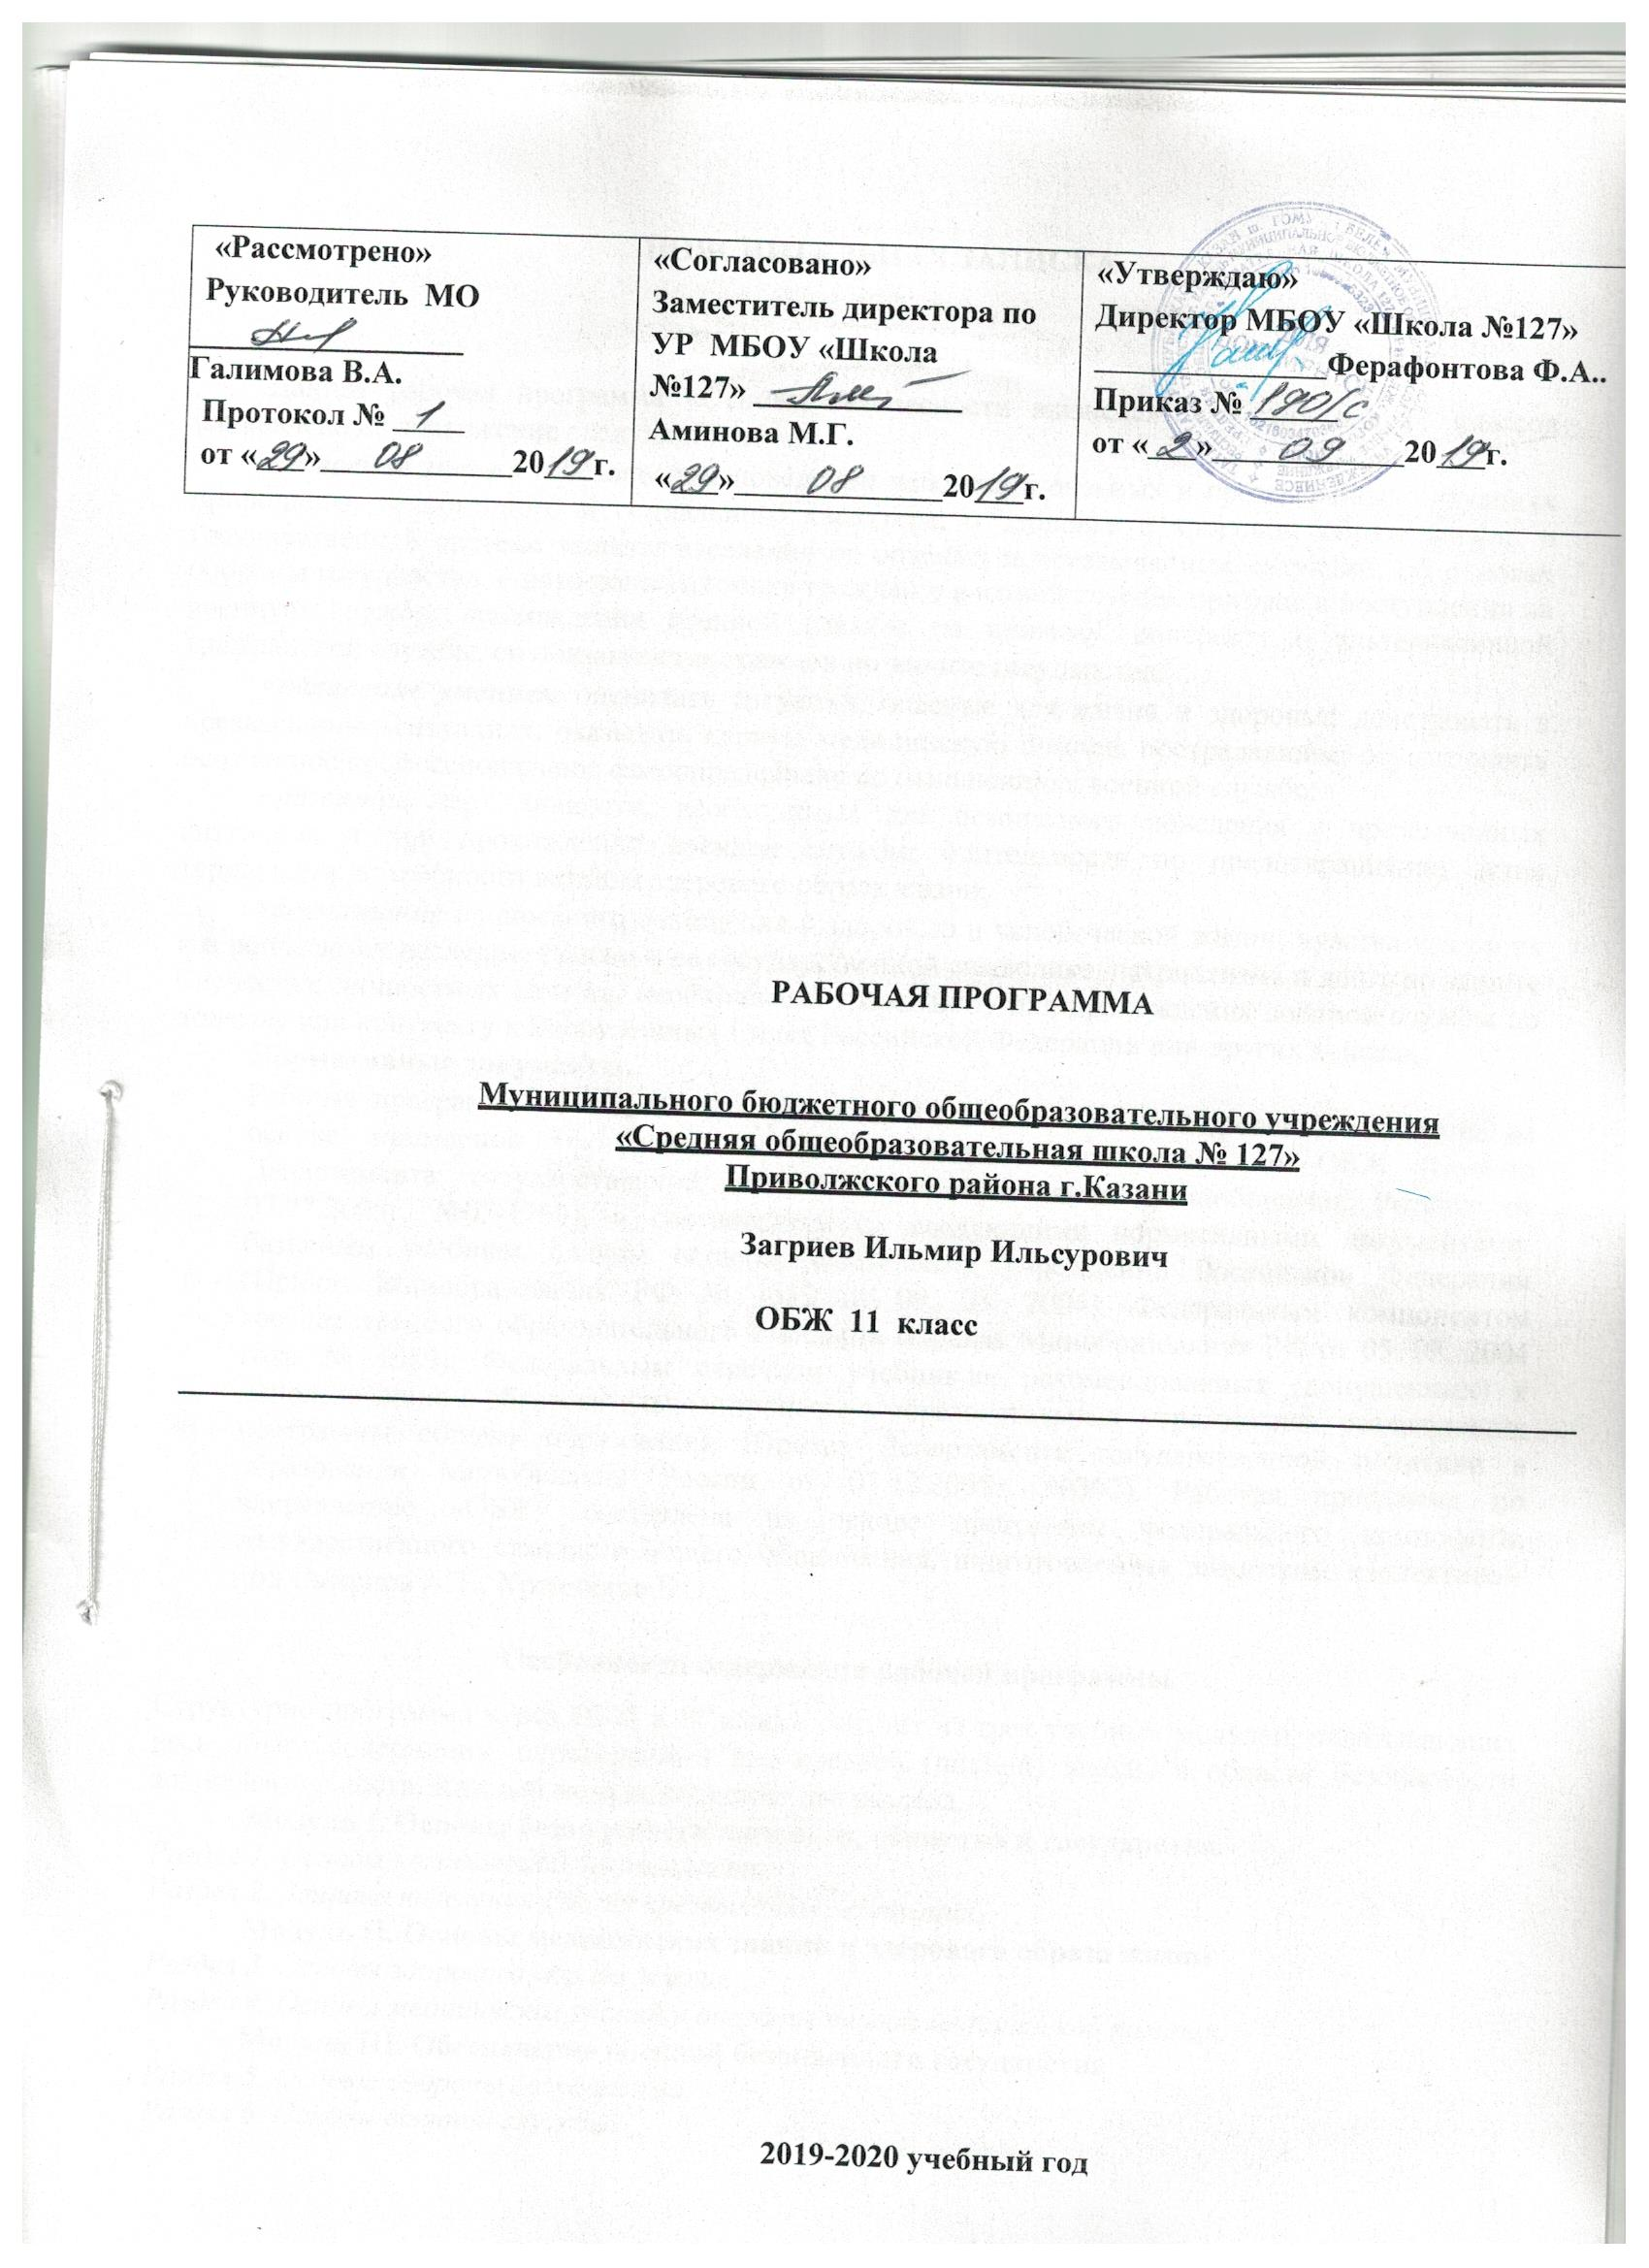 «Рассмотрено»
Руководитель МО
Галимова В.А.
Протокол № 1
от «29» 08 2019г.
«Согласовано»
Заместитель директора по
УР МБОУ «Школа
№127»
Аминова М.Г.
«29» 08 2019г.
«Утверждаю»
Директор МБОУ «Школа №127»
Ферафонтова Ф.А..
Приказ № 190/с
от «2» 09 2019г.
РАБОЧАЯ ПРОГРАММА
Муниципального бюджетного общеобразовательного учреждения
«Средняя общеобразовательная школа № 127»
Приволжского района г.Казани
Загриев Ильмир Ильсурович
ОБЖ 11 класс
2019-2020 учебный год